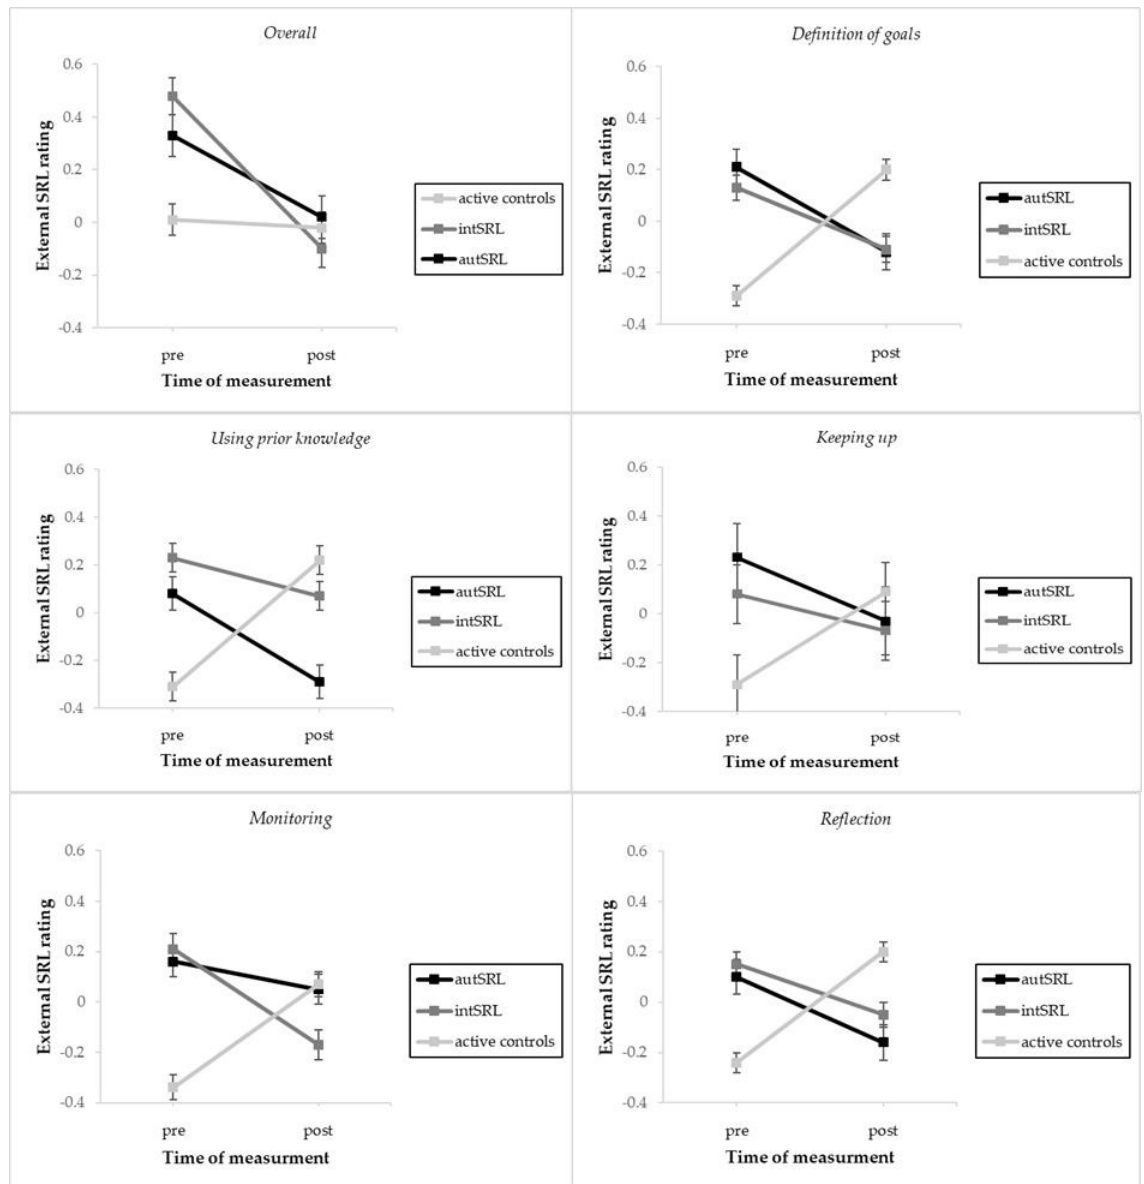 Overall
External SRL rating
0.6
0.4
0.2
0
-0.2
-0.4
pre
post
Time of measurement
active controls
intSRL
autSRL
Definition of goals
External SRL rating
0.6
0.4
0.2
0
-0.2
-0.4
pre
post
Time of measurement
autSRL
intSRL
active controls
Using prior knowledge
External SRL rating
0.6
0.4
0.2
0
-0.2
-0.4
pre
post
Time of measurement
autSRL
intSRL
active controls
Keeping up
External SRL rating
0.6
0.4
0.2
0
-0.2
-0.4
pre
post
Time of measurement
autSRL
intSRL
active controls
Monitoring
External SRL rating
0.6
0.4
0.2
0
-0.2
-0.4
pre
post
Time of measurment
autSRL
intSRL
active controls
Reflection
External SRL rating
0.6
0.4
0.2
0
-0.2
-0.4
pre
post
Time of measurment
autSRL
intSRL
active controls